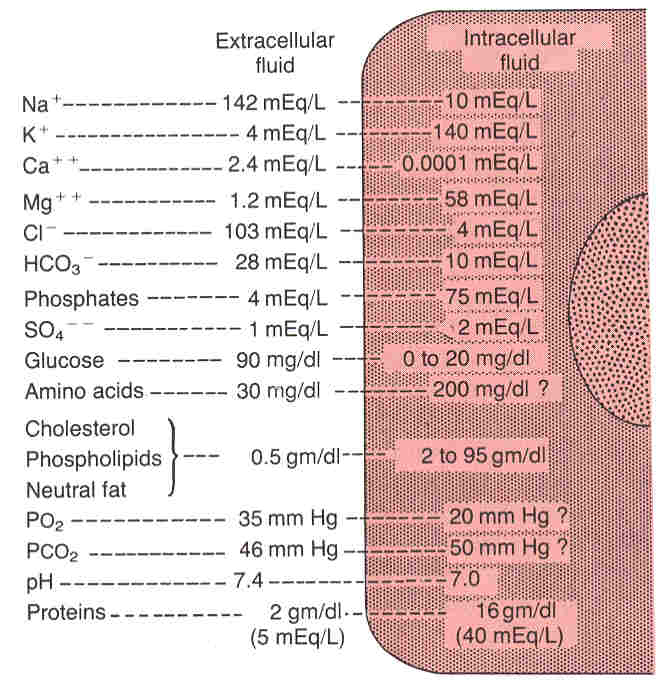 Extracellular fluid Intracellular fluid
Na+ 142 mEq/L 10 mEq/L
K+ 4 mEq/L 140 mEq/L
Ca++ 2.4 mEq/L 0.0001 mEq/L
Mg++ 1.2 mEq/L 58 mEq/L
Cl− 103 mEq/L 4 mEq/L
HCO3− 28 mEq/L 10 mEq/L
Phosphates 4 mEq/L 75 mEq/L
SO4−− 1 mEq/L 2 mEq/L
Glucose 90 mg/dl 0 to 20 mg/dl
Amino acids 30 mg/dl 200 mg/dl ?
Cholesterol
Phospholipids 0.5 gm/dl 2 to 95 gm/dl
Neutral fat
PO2 35 mm Hg 20 mm Hg ?
PCO2 46 mm Hg 50 mm Hg ?
pH 7.4 7.0
Proteins 2 gm/dl 16 gm/dl
(5 mEq/L) (40 mEq/L)